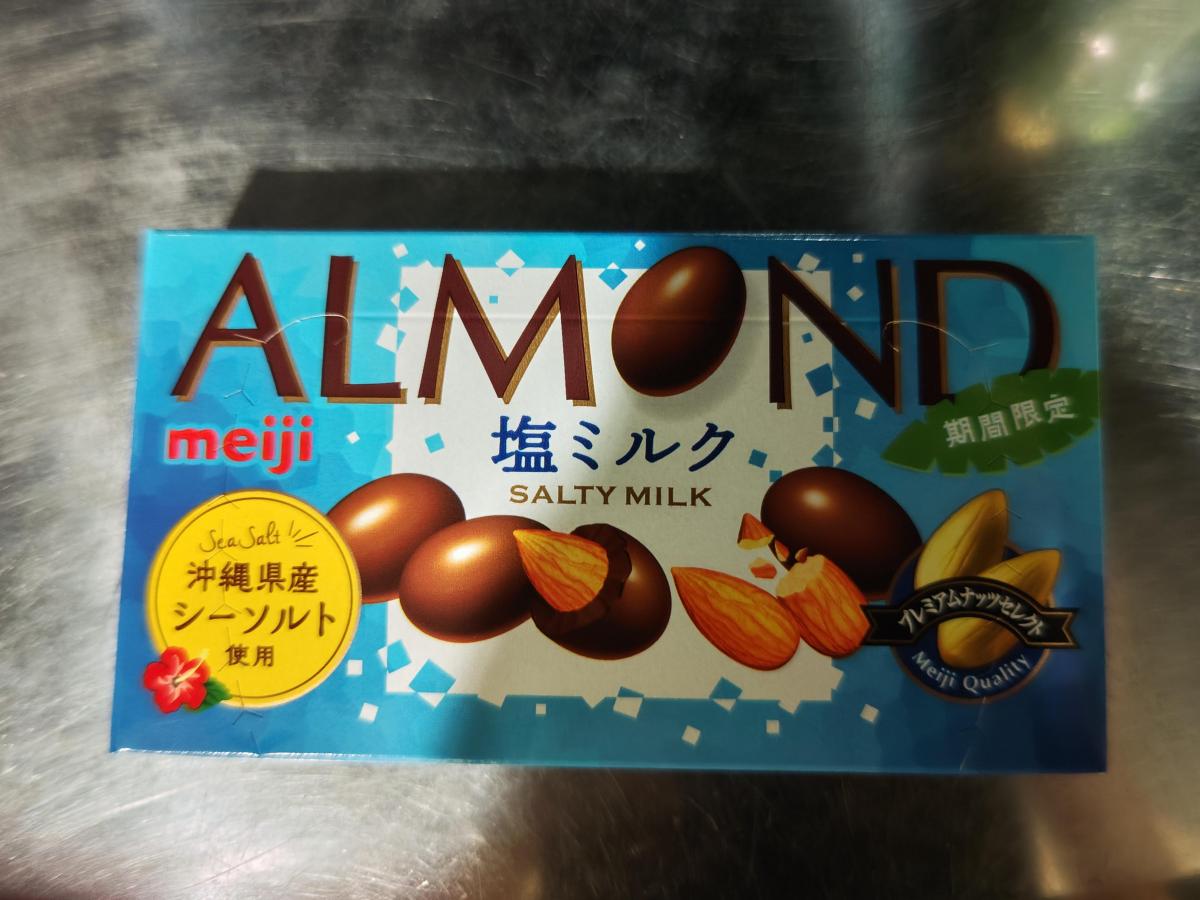 ALMOND
meiji
塩ミルク
SALTY MILK
期間限定
Sea Salt
沖縄県産
シーソルト
使用
プレミアムナッツセレクト
Meiji Quality